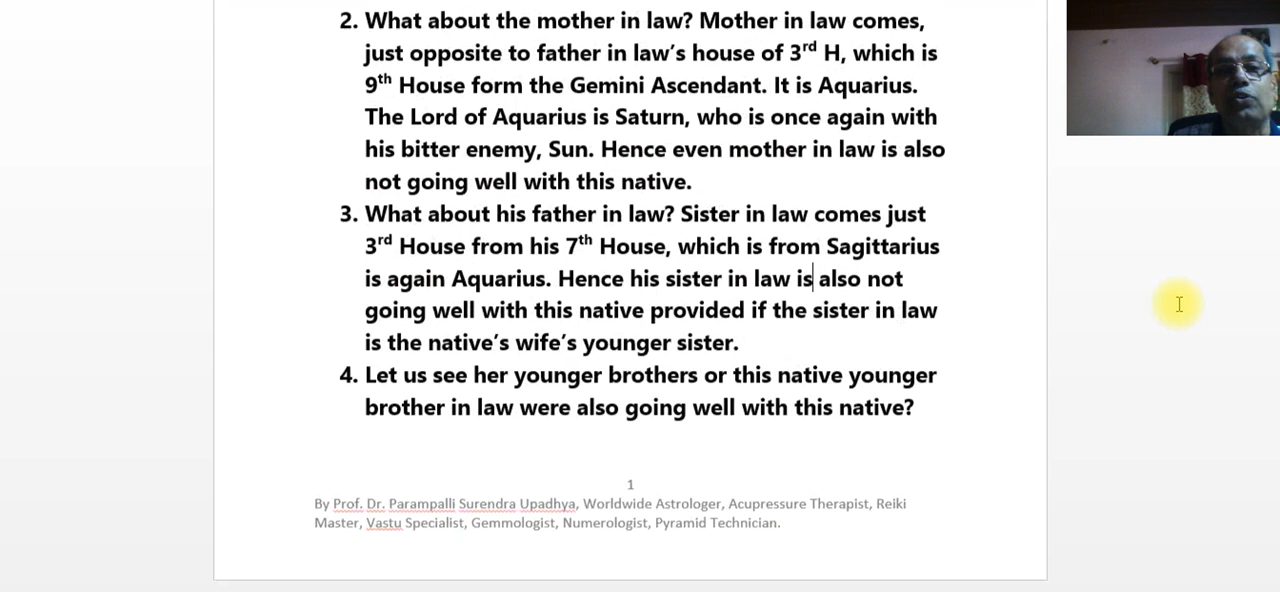 2. What about the mother in law? Mother in law comes,
just opposite to father in law's house of 3rd H, which is
9th House form the Gemini Ascendant. It is Aquarius.
The Lord of Aquarius is Saturn, who is once again with
his bitter enemy, Sun. Hence even mother in law is also
not going well with this native.
3. What about his father in law? Sister in law comes just
3rd House from his 7th House, which is from Sagittarius
is again Aquarius. Hence his sister in law is also not
going well with this native provided if the sister in law
is the native's wife's younger sister.
4. Let us see her younger brothers or this native younger
brother in law were also going well with this native?
1
By Prof. Dr. Parampalli Surendra Upadhya, Worldwide Astrologer, Acupressure Therapist, Reiki
Master, Vastu Specialist, Gemmologist, Numerologist, Pyramid Technician.